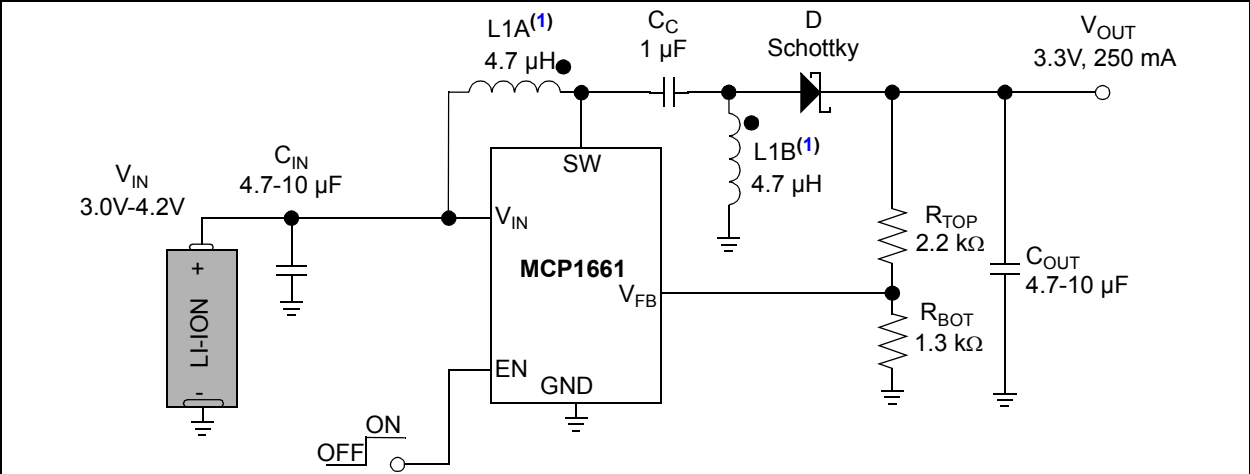 L1A(1)
4.7 µH
CC
1 µF
D
Schottky
VOUT
3.3V, 250 mA
VIN
3.0V-4.2V
CIN
4.7-10 µF
SW
L1B(1)
4.7 µH
VIN
MCP1661
VFB
RTOP
2.2 kΩ
COUT
4.7-10 µF
RBOT
1.3 kΩ
+
LI-ION
-
EN
GND
ON
OFF